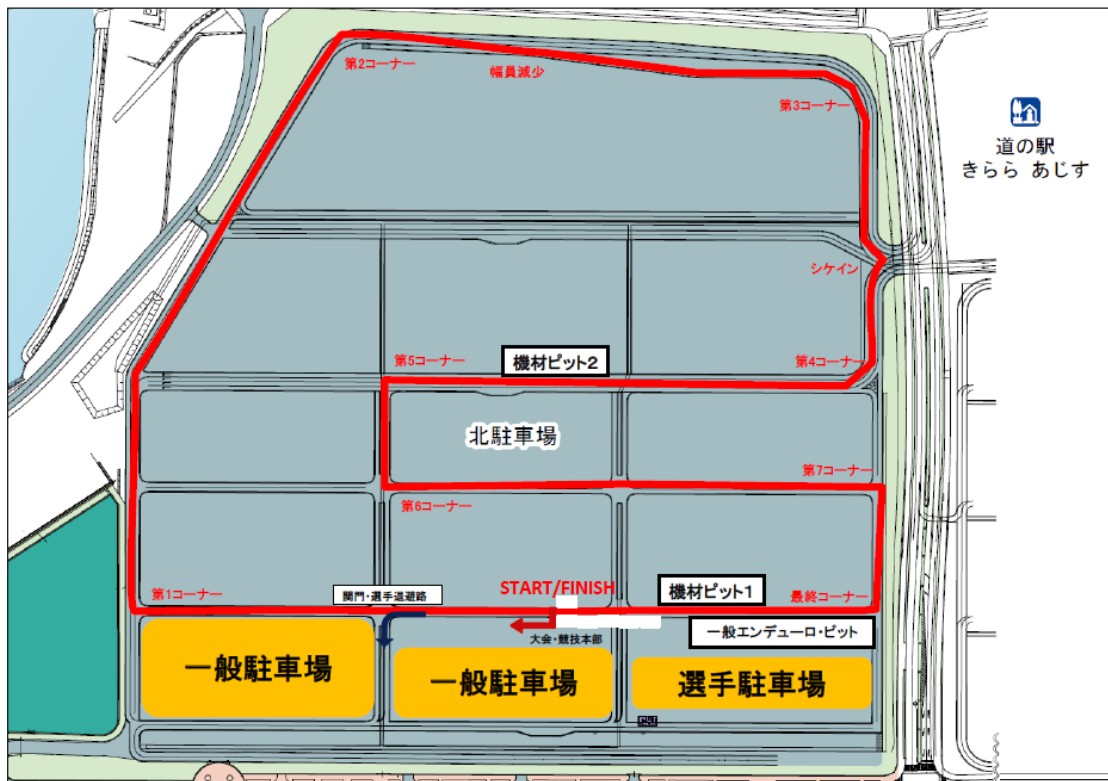 第2コーナー
幅員減少
第3コーナー
道の駅
きらら あじす
シケイン
第5コーナー
機材ピット2
第4コーナー
北駐車場
第7コーナー
第6コーナー
第1コーナー
関門・選手退避路
START/FINISH
機材ピット1
最終コーナー
大会・競技本部
一般エンデューロ・ピット
一般駐車場
一般駐車場
選手駐車場